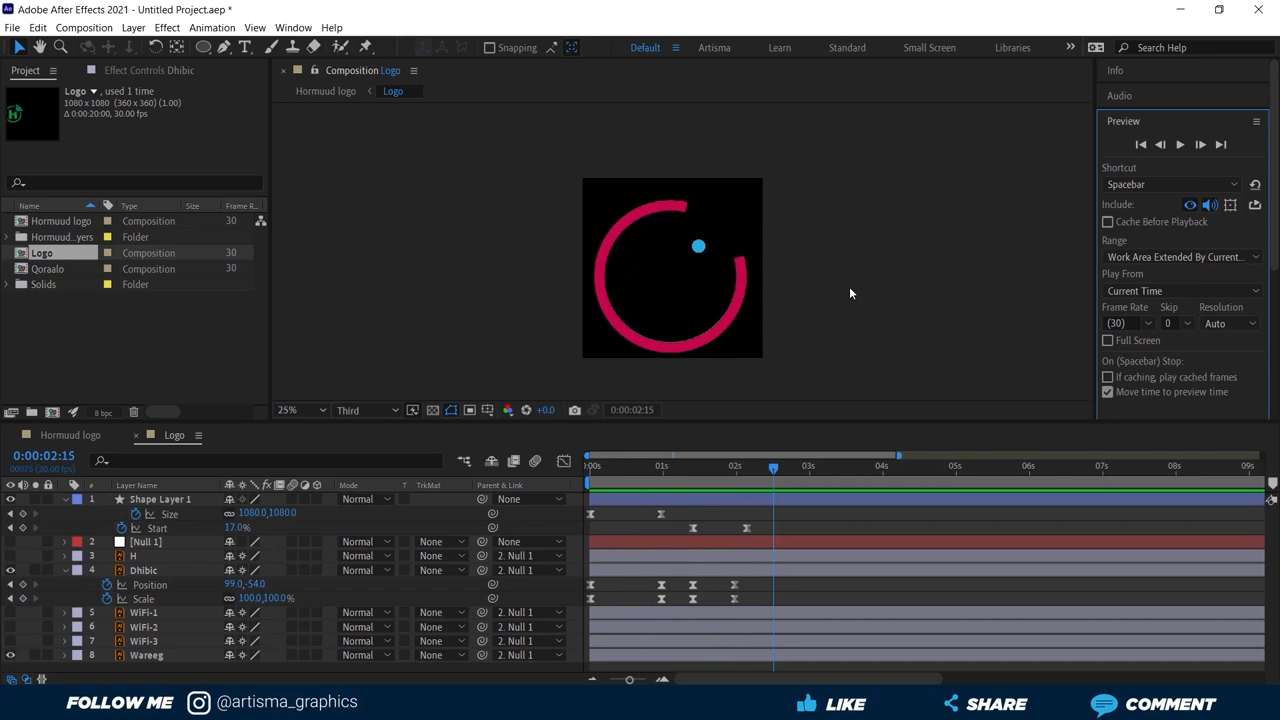 Adobe After Effects 2021 - Untitled Project.aep *
File Edit Composition Layer Effect Animation View Window Help
Snapping Default Artisma Learn Standard Small Screen Libraries Search Help
Project Effect Controls Dhibic
Composition Logo
Info
Logo , used 1 time
1080 x 1080 (360 x 360) (1.00)
Δ 0:00:20:00, 30.00 fps
Hormuud logo Logo
Audio
Preview
Shortcut
Spacebar
Include:
Cache Before Playback
Range
Work Area Extended By Current...
Play From
Current Time
Frame Rate Skip Resolution
(30) 0 Auto
Full Screen
On (Spacebar) Stop:
If caching, play cached frames
Move time to preview time
Name Type Size Frame R...
Hormuud logo Composition 30
Hormuud...yers Folder
Logo Composition 30
Qoraalo Composition 30
Solids Folder
8 bpc
25% Third +0.0 0:00:02:15
Hormuud logo Logo
0:00:02:15
00075 (30.00 fps)
:00s 01s 02s 03s 04s 05s 06s 07s 08s 09s
# Layer Name Mode T TrkMat Parent & Link
1 Shape Layer 1 Normal None
Size 1080.0,1080.0
Start 17.0%
2 [Null 1] Normal None None
3 H Normal None 2. Null 1
4 Dhibic Normal None 2. Null 1
Position 99.0,-54.0
Scale 100.0,100.0%
5 WiFi-1 Normal None 2. Null 1
6 WiFi-2 Normal None 2. Null 1
7 WiFi-3 Normal None 2. Null 1
8 Wareeg Normal None 2. Null 1
FOLLOW ME @artisma_graphics LIKE SHARE COMMENT